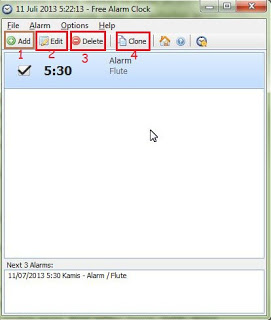 11 Juli 2013 5:22:13 - Free Alarm Clock
File Alarm Options Help
Add Edit Delete Clone
1 2 3 4
5:30 Alarm
Flute
Next 3 Alarms:
11/07/2013 5:30 Kamis - Alarm / Flute